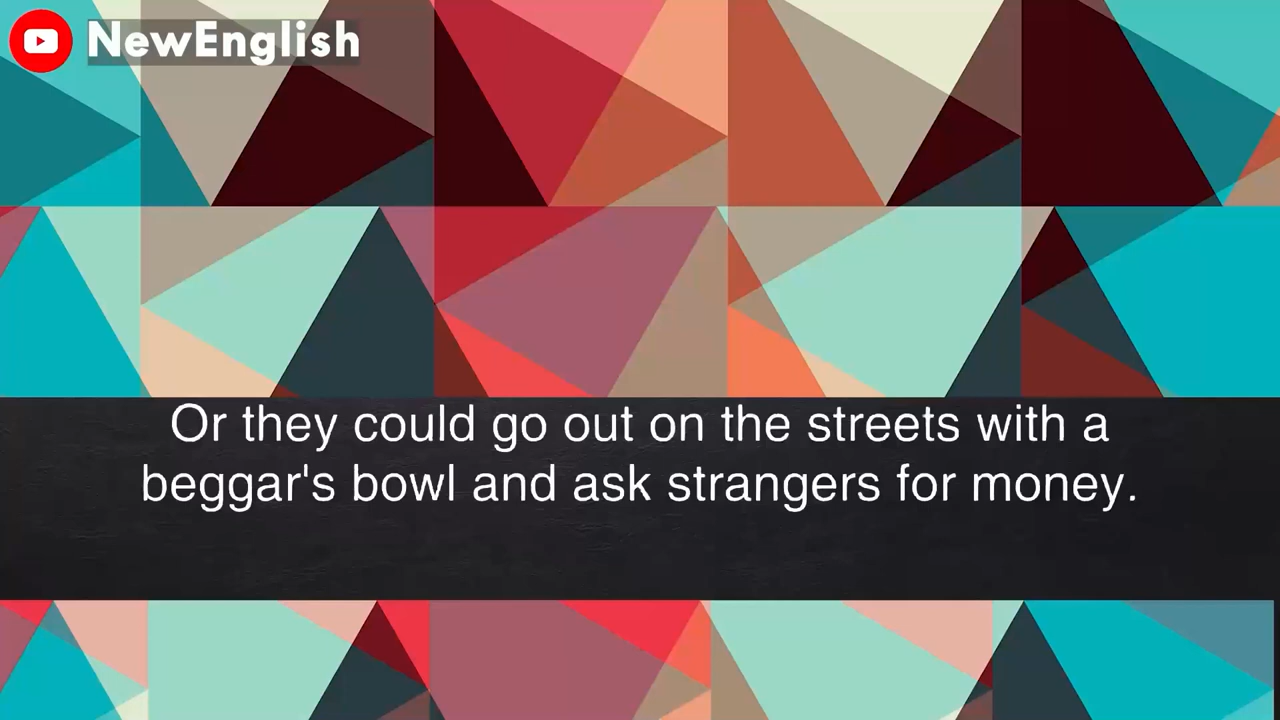 NewEnglish
Or they could go out on the streets with a
beggar's bowl and ask strangers for money.